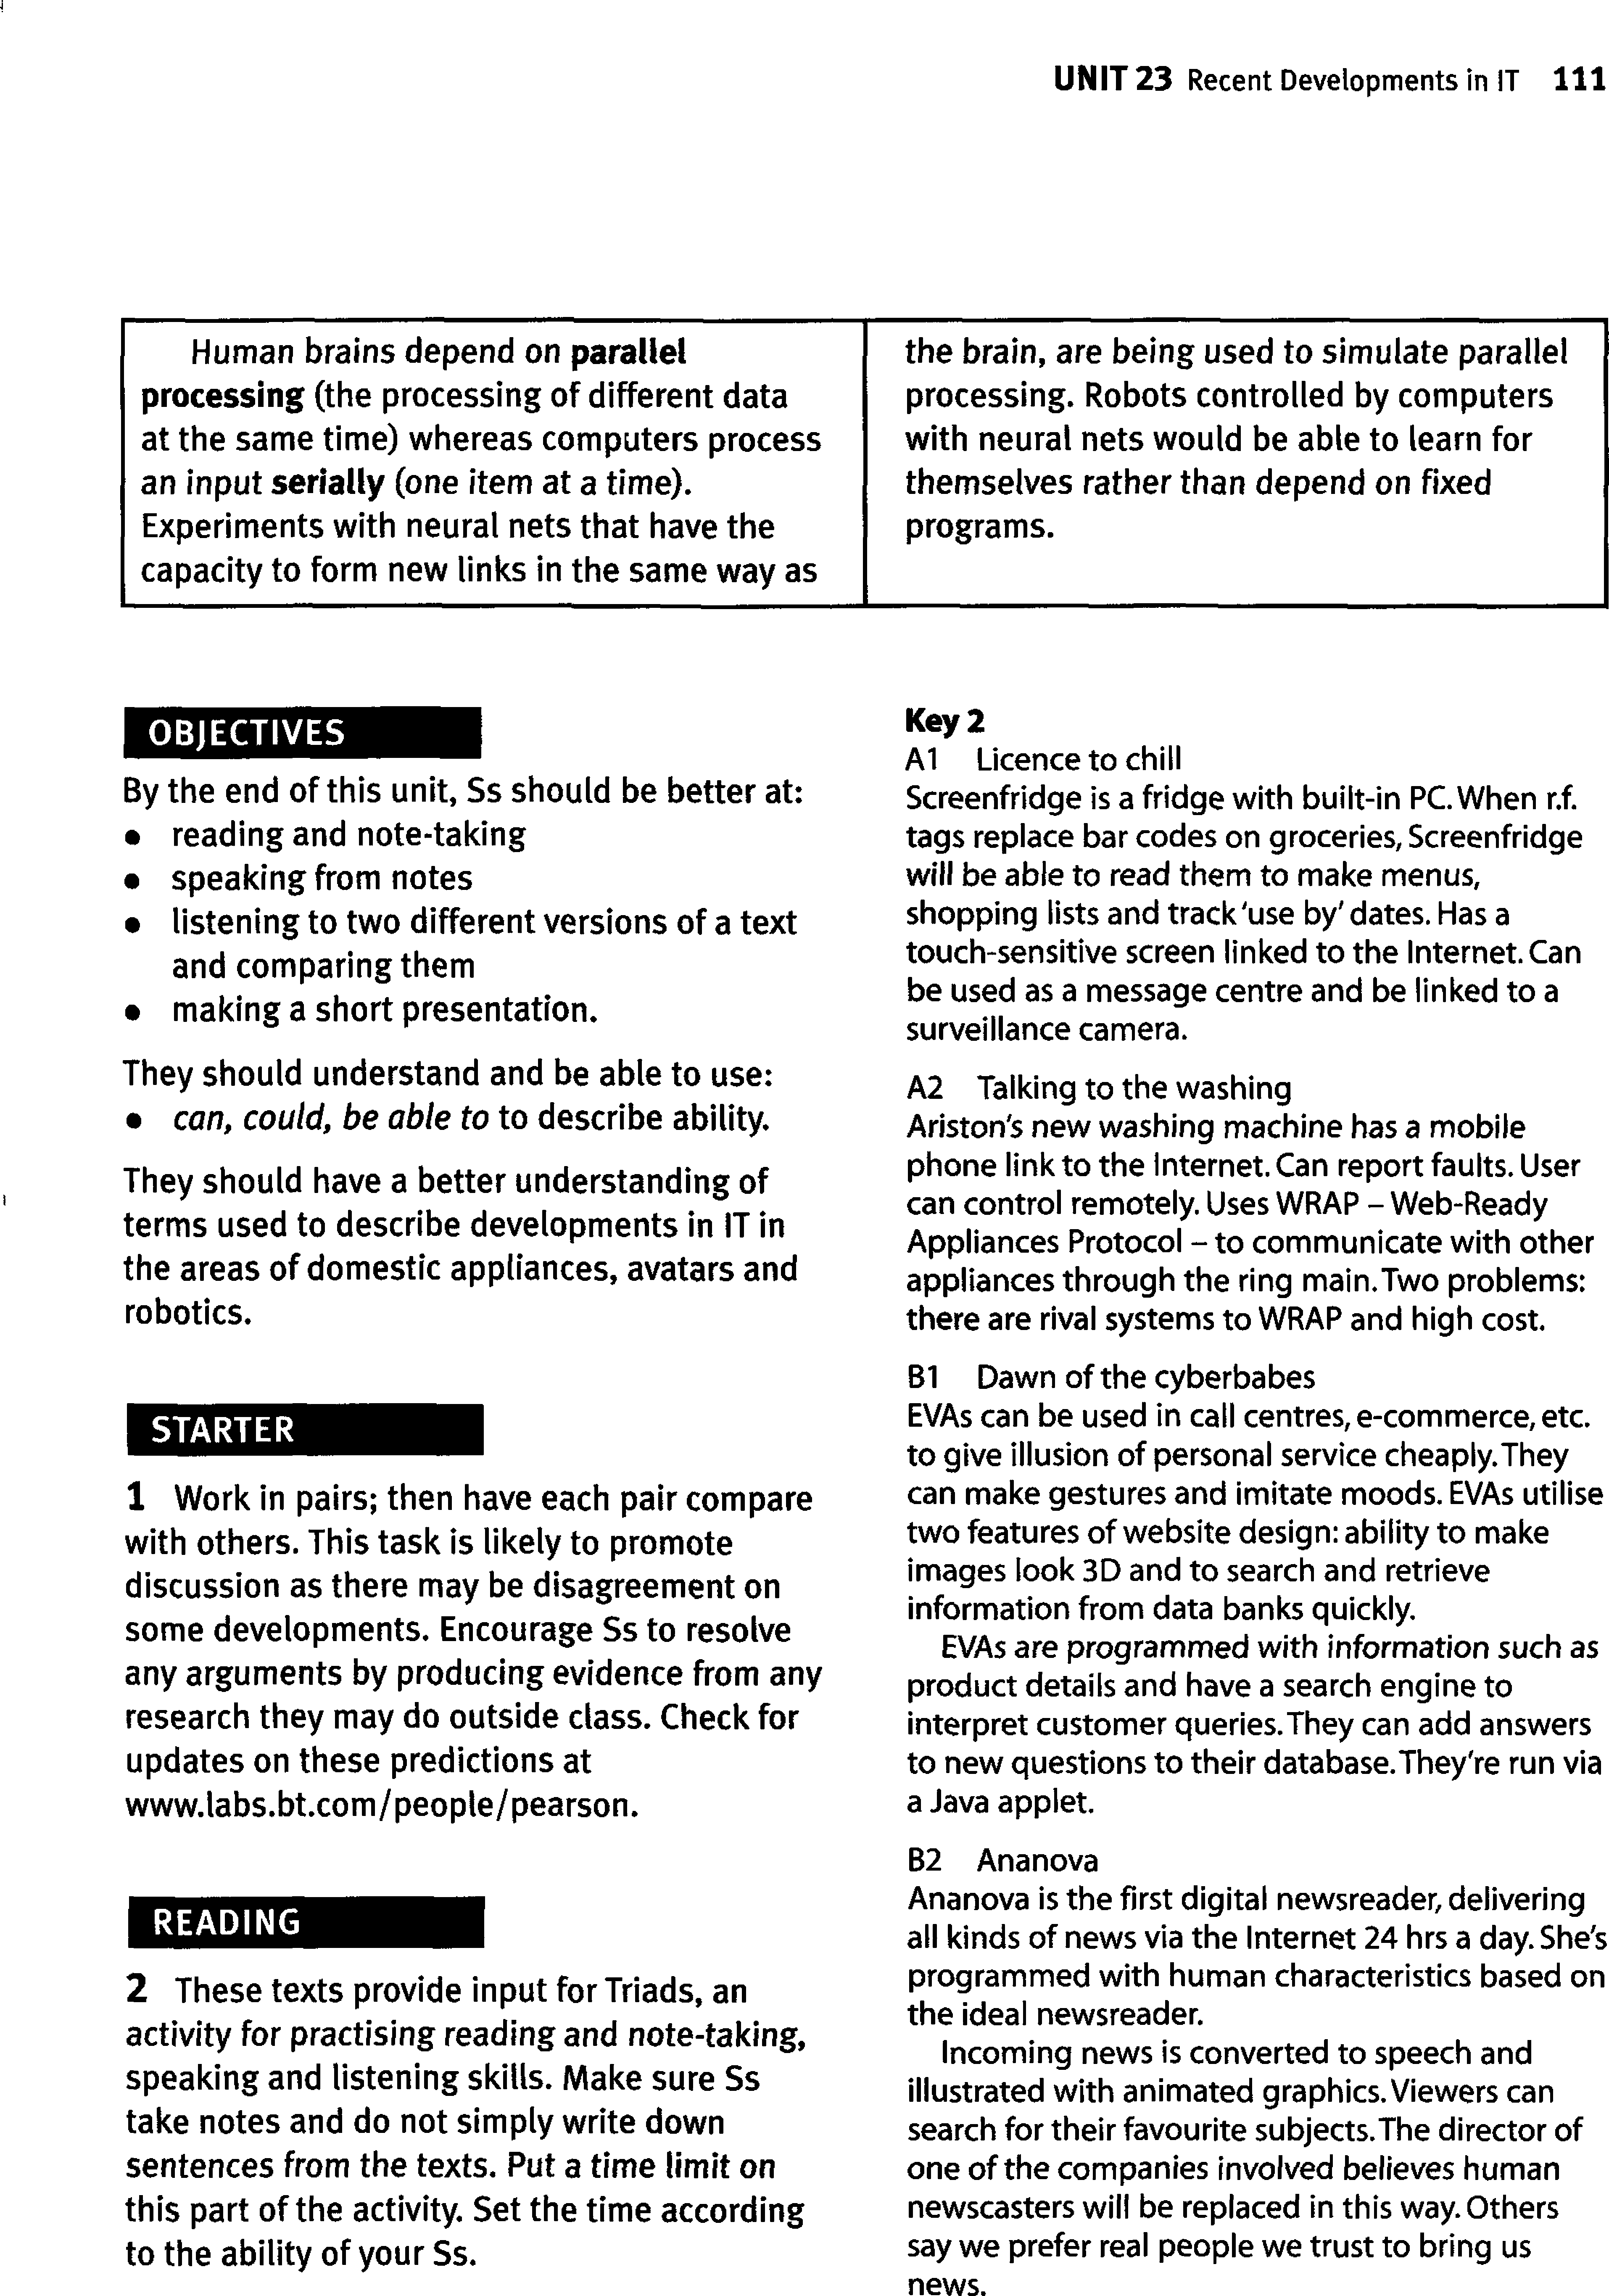 UNIT 23 Recent Developments in IT 111
Human brains depend on parallel
processing (the processing of different data
at the same time) whereas computers process
an input serially (one item at a time).
Experiments with neural nets that have the
capacity to form new links in the same way as
the brain, are being used to simulate parallel
processing. Robots controlled by computers
with neural nets would be able to learn for
themselves rather than depend on fixed
programs.
OBJECTIVES
By the end of this unit, Ss should be better at:
• reading and note-taking
• speaking from notes
• listening to two different versions of a text
and comparing them
• making a short presentation.
They should understand and be able to use:
• can, could, be able to to describe ability.
They should have a better understanding of
terms used to describe developments in IT in
the areas of domestic appliances, avatars and
robotics.
STARTER
1 Work in pairs; then have each pair compare
with others. This task is likely to promote
discussion as there may be disagreement on
some developments. Encourage Ss to resolve
any arguments by producing evidence from any
research they may do outside class. Check for
updates on these predictions at
www.labs.bt.com/people/pearson.
READING
2 These texts provide input for Triads, an
activity for practising reading and note-taking,
speaking and listening skills. Make sure Ss
take notes and do not simply write down
sentences from the texts. Put a time limit on
this part of the activity. Set the time according
to the ability of your Ss.
Key 2
A1 Licence to chill
Screenfridge is a fridge with built-in PC. When r.f.
tags replace bar codes on groceries, Screenfridge
will be able to read them to make menus,
shopping lists and track 'use by' dates. Has a
touch-sensitive screen linked to the Internet. Can
be used as a message centre and be linked to a
surveillance camera.
A2 Talking to the washing
Ariston's new washing machine has a mobile
phone link to the Internet. Can report faults. User
can control remotely. Uses WRAP – Web-Ready
Appliances Protocol – to communicate with other
appliances through the ring main. Two problems:
there are rival systems to WRAP and high cost.
B1 Dawn of the cyberbabes
EVAs can be used in call centres, e-commerce, etc.
to give illusion of personal service cheaply. They
can make gestures and imitate moods. EVAs utilise
two features of website design: ability to make
images look 3D and to search and retrieve
information from data banks quickly.
EVAs are programmed with information such as
product details and have a search engine to
interpret customer queries. They can add answers
to new questions to their database. They're run via
a Java applet.
B2 Ananova
Ananova is the first digital newsreader, delivering
all kinds of news via the Internet 24 hrs a day. She's
programmed with human characteristics based on
the ideal newsreader.
Incoming news is converted to speech and
illustrated with animated graphics. Viewers can
search for their favourite subjects. The director of
one of the companies involved believes human
newscasters will be replaced in this way. Others
say we prefer real people we trust to bring us
news.